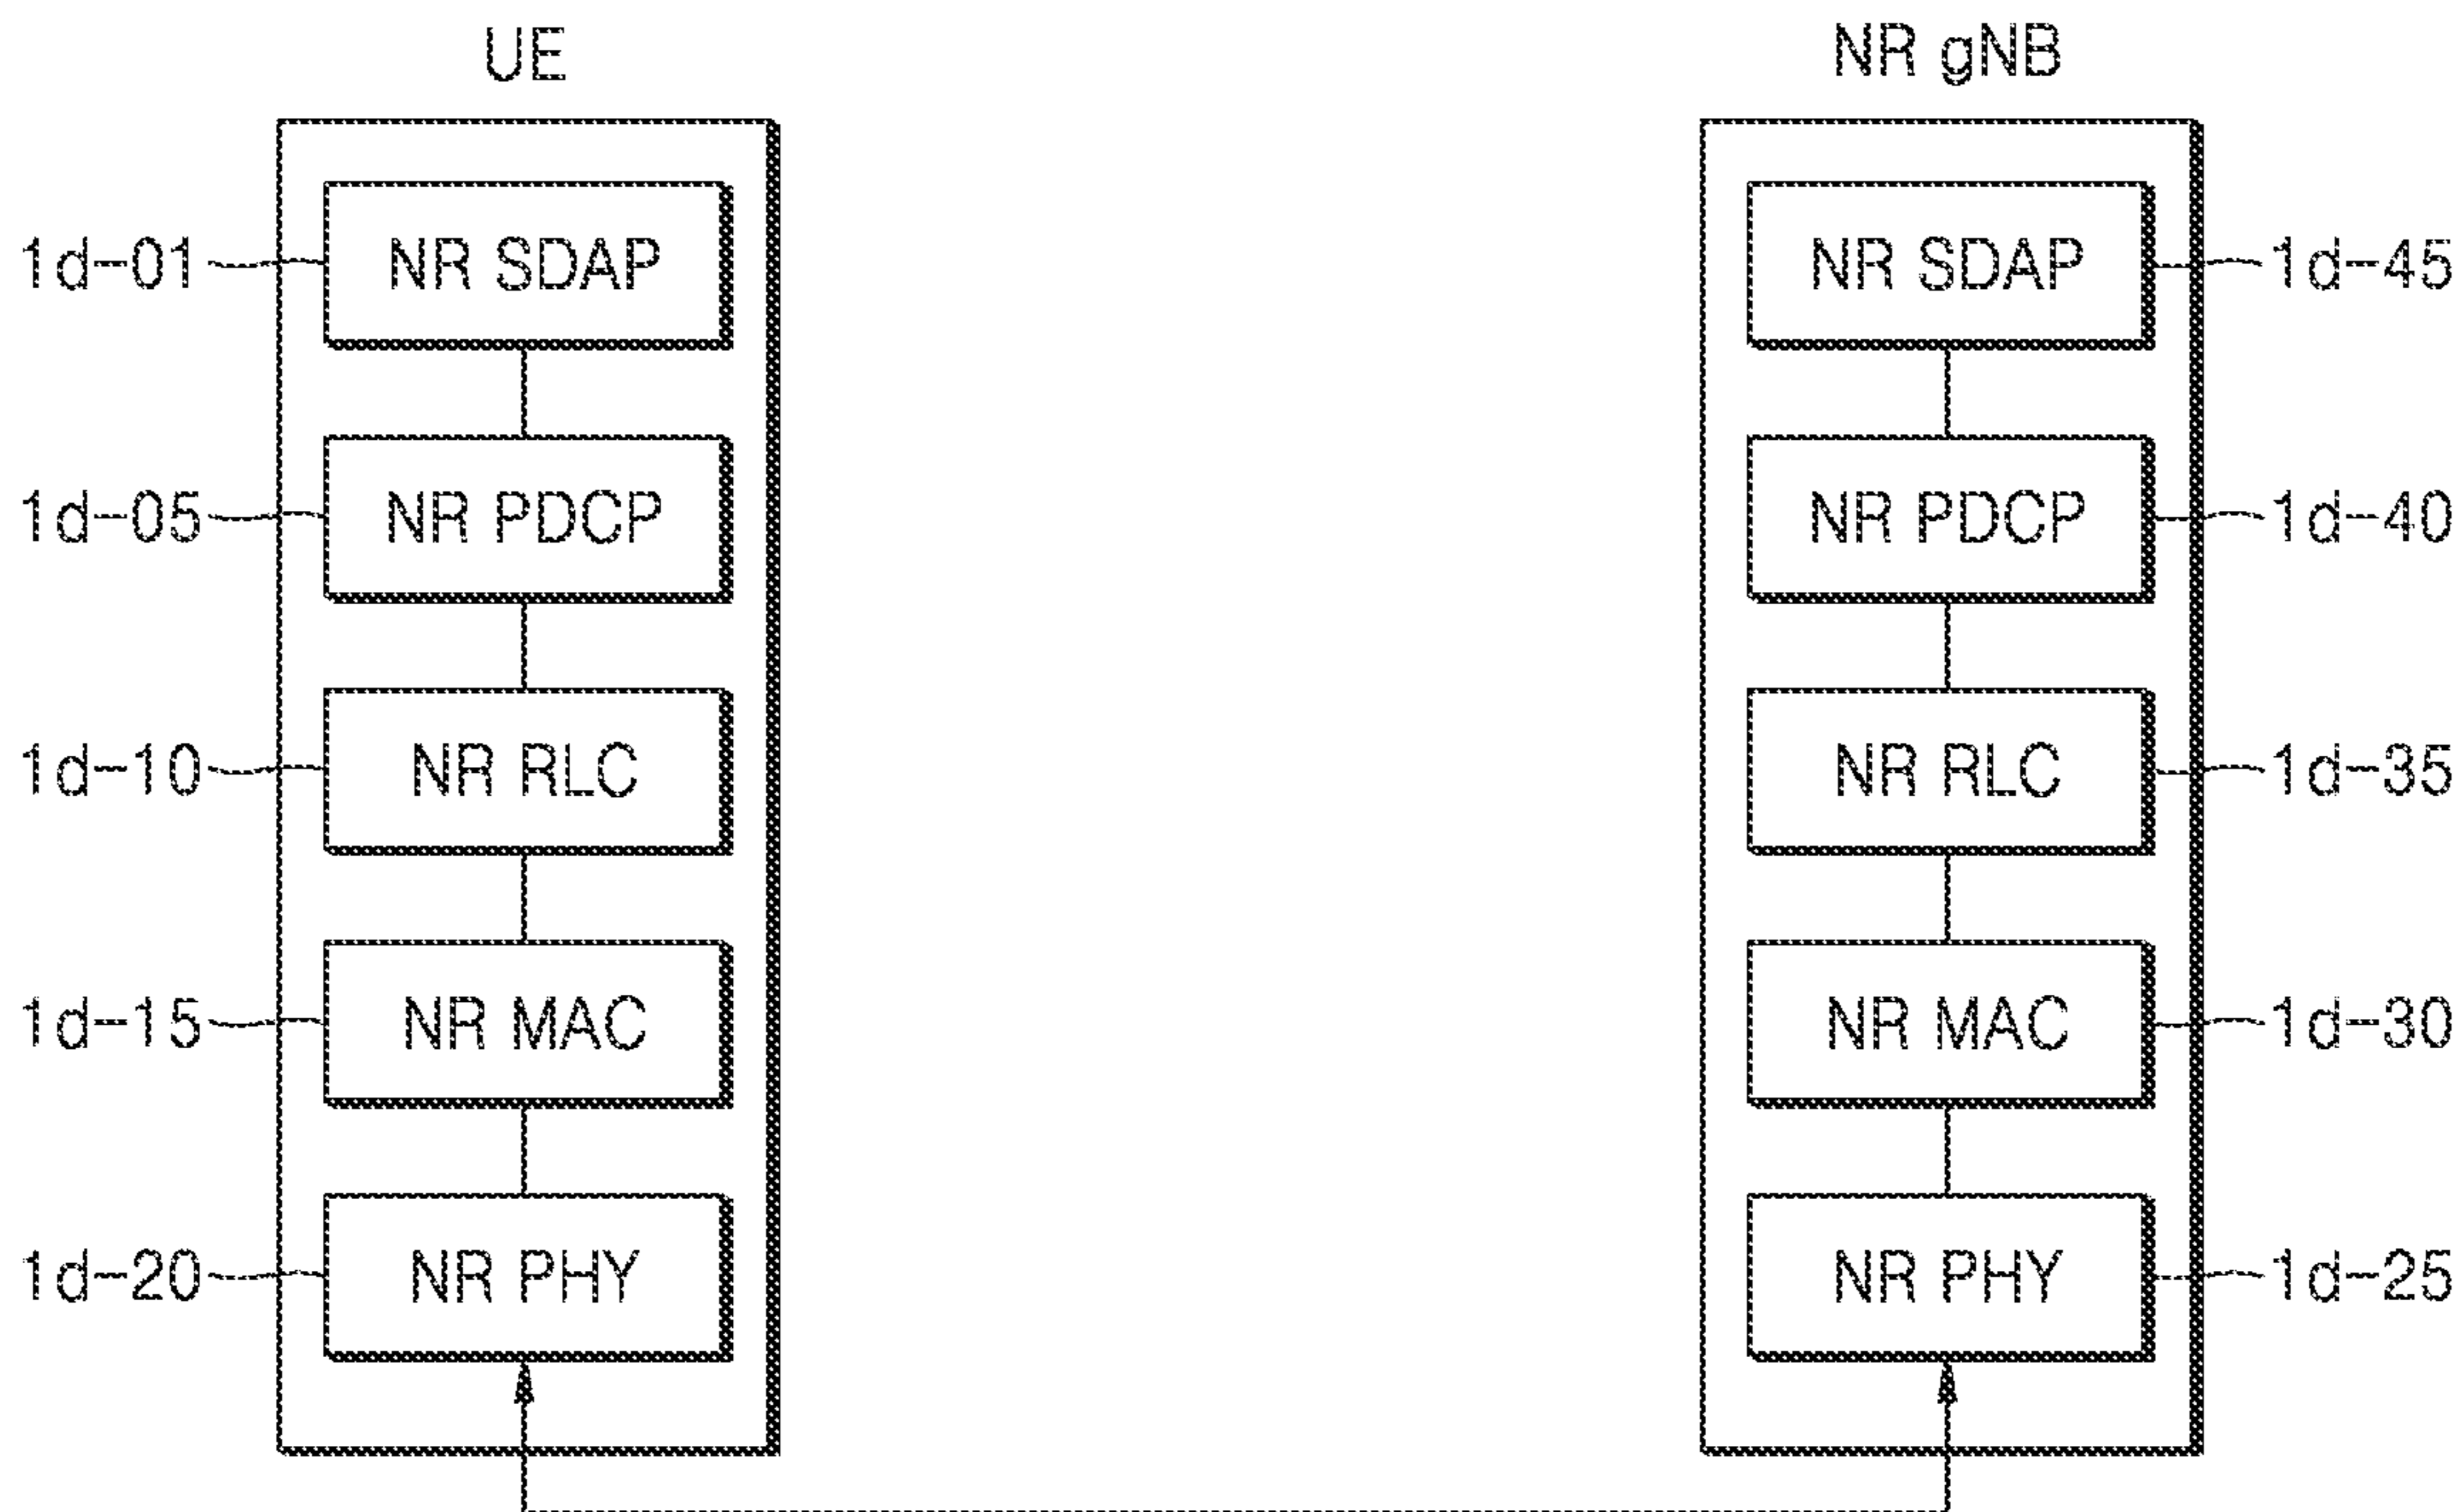 UE
NR gNB
1d-01
NR SDAP
NR SDAP
1d-45
1d-05
NR PDCP
NR PDCP
1d-40
1d-10
NR RLC
NR RLC
1d-35
1d-15
NR MAC
NR MAC
1d-30
1d-20
NR PHY
NR PHY
1d-25